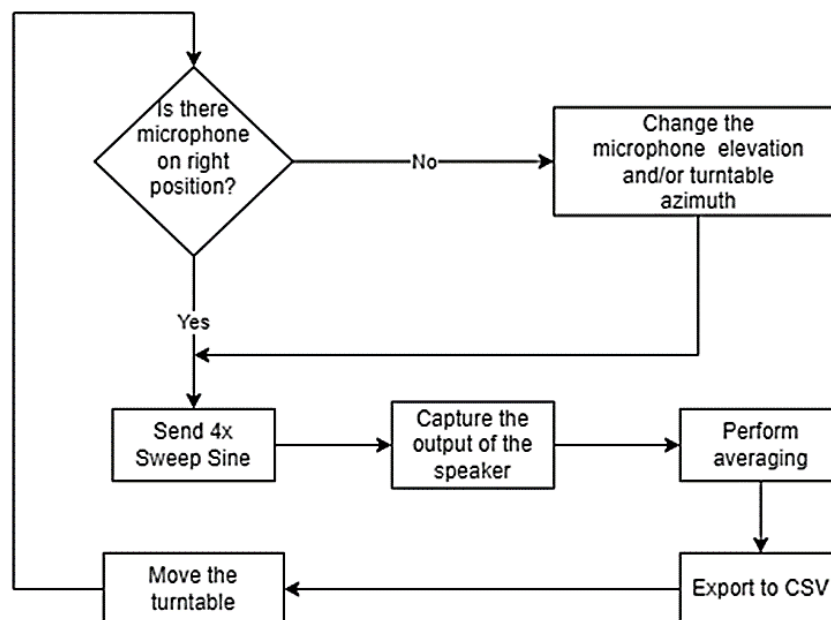 Is there
microphone
on right
position?
No
Change the
microphone elevation
and/or turntable
azimuth
Yes
Send 4x
Sweep Sine
Capture the
output of the
speaker
Perform
averaging
Move the
turntable
Export to CSV